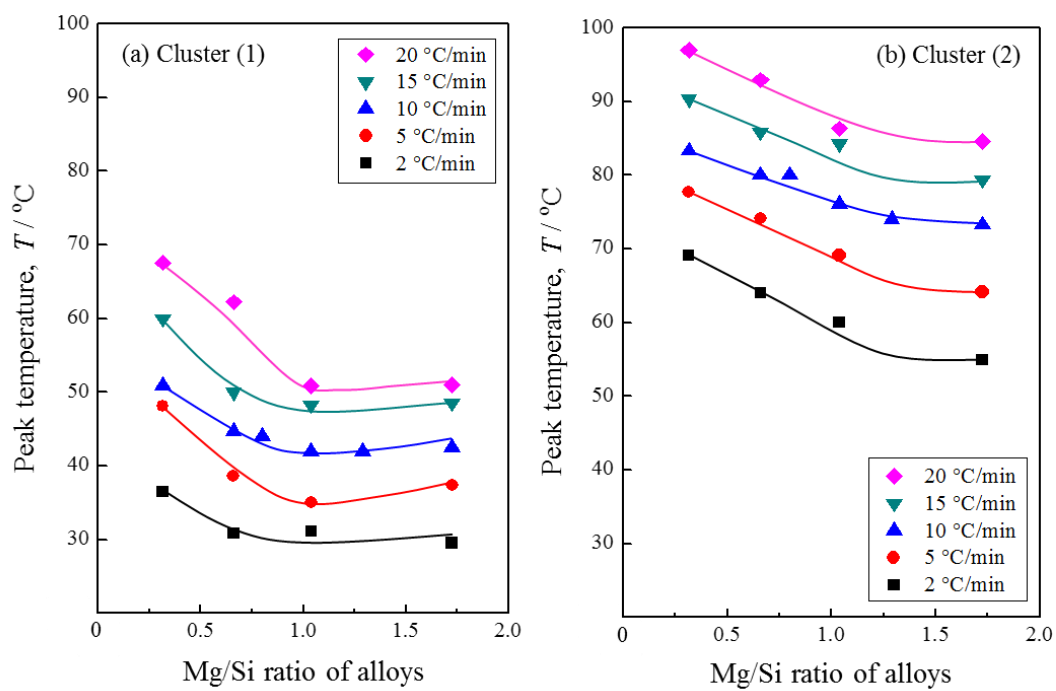 (a) Cluster (1)
20 °C/min
15 °C/min
10 °C/min
5 °C/min
2 °C/min
100
90
80
70
60
50
40
30
0
0.5
1.0
1.5
2.0
Peak temperature, T / ºC
Mg/Si ratio of alloys
(b) Cluster (2)
100
90
80
70
60
50
40
30
20 °C/min
15 °C/min
10 °C/min
5 °C/min
2 °C/min
0
0.5
1.0
1.5
2.0
Peak temperature, T / ºC
Mg/Si ratio of alloys